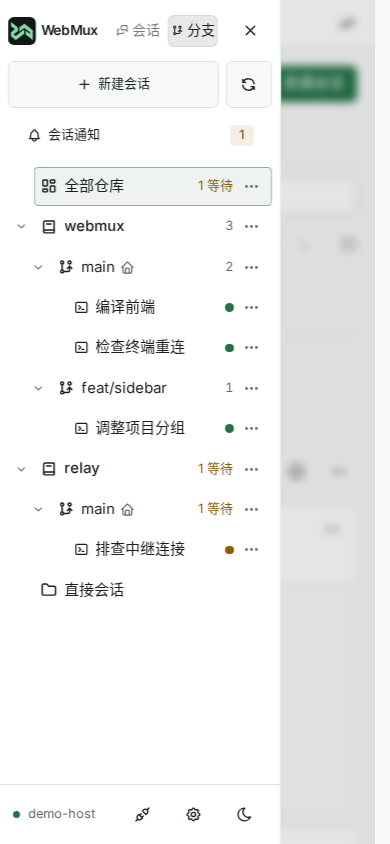 WebMux 会话 分支
+ 新建会话
会话通知 1
全部仓库 1 等待 ...
webmux 3 ...
main 2 ...
编译前端 ...
检查终端重连 ...
feat/sidebar 1 ...
调整项目分组 ...
relay 1 等待 ...
main 1 等待 ...
排查中继连接 ...
直接会话
demo-host